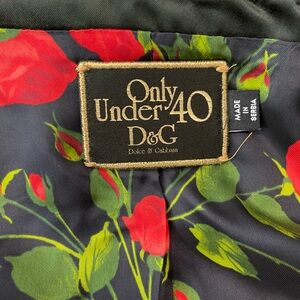 Only
Under 40
D&G
Dolce & Gabbana
MADE
IN
SERBIA